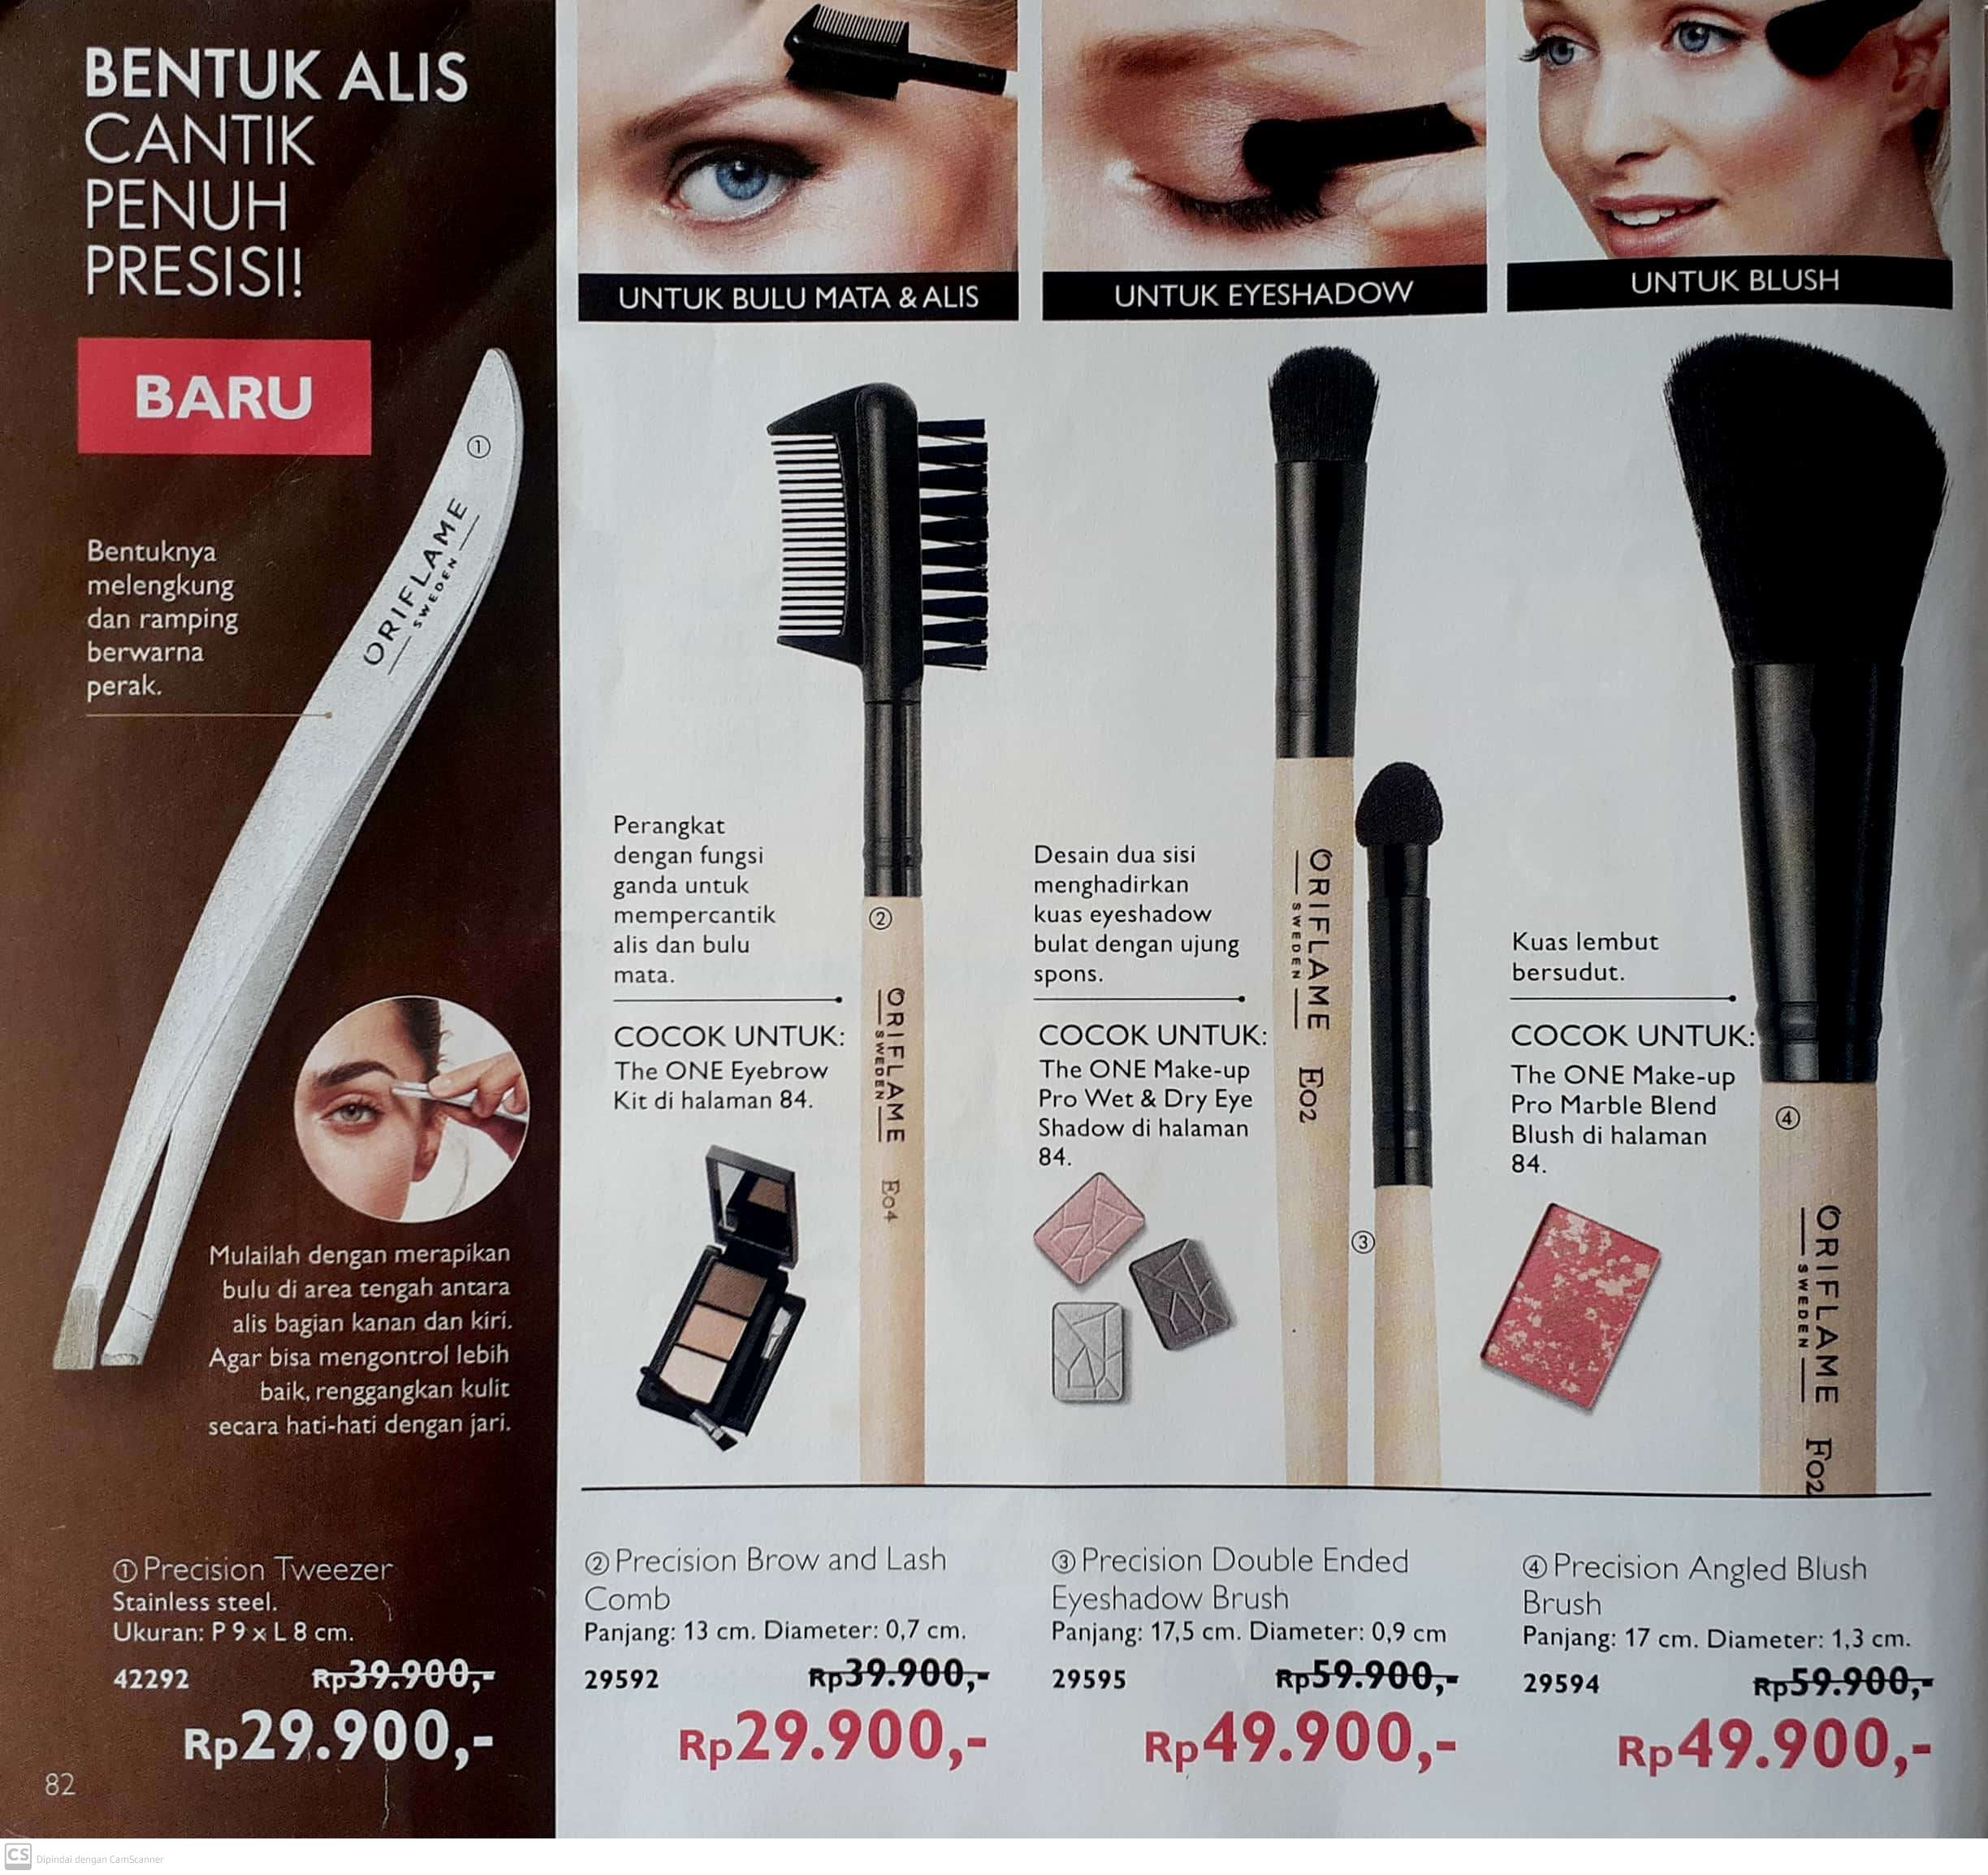 BENTUK ALIS
CANTIK
PENUH
PRESISI!
BARU
①
ORIFLAME
SWEDEN
Bentuknya
melengkung
dan ramping
berwarna
perak.
Mulailah dengan merapikan
bulu di area tengah antara
alis bagian kanan dan kiri.
Agar bisa mengontrol lebih
baik, renggangkan kulit
secara hati-hati dengan jari.
① Precision Tweezer
Stainless steel.
Ukuran: P 9 x L 8 cm.
42292 Rp39.900,-
Rp29.900,-
82
UNTUK BULU MATA & ALIS
Perangkat
dengan fungsi
ganda untuk
mempercantik
alis dan bulu
mata.
COCOK UNTUK:
The ONE Eyebrow
Kit di halaman 84.
②
ORIFLAME
SWEDEN
E04
② Precision Brow and Lash
Comb
Panjang: 13 cm. Diameter: 0,7 cm.
29592 Rp39.900,-
Rp29.900,-
UNTUK EYESHADOW
Desain dua sisi
menghadirkan
kuas eyeshadow
bulat dengan ujung
spons.
COCOK UNTUK:
The ONE Make-up
Pro Wet & Dry Eye
Shadow di halaman
84.
ORIFLAME
SWEDEN
E02
③
③ Precision Double Ended
Eyeshadow Brush
Panjang: 17,5 cm. Diameter: 0,9 cm
29595 Rp59.900,-
Rp49.900,-
UNTUK BLUSH
Kuas lembut
bersudut.
COCOK UNTUK:
The ONE Make-up
Pro Marble Blend
Blush di halaman
84.
④
ORIFLAME
SWEDEN
F02
④ Precision Angled Blush
Brush
Panjang: 17 cm. Diameter: 1,3 cm.
29594 Rp59.900,-
Rp49.900,-
CS Dipindai dengan CamScanner